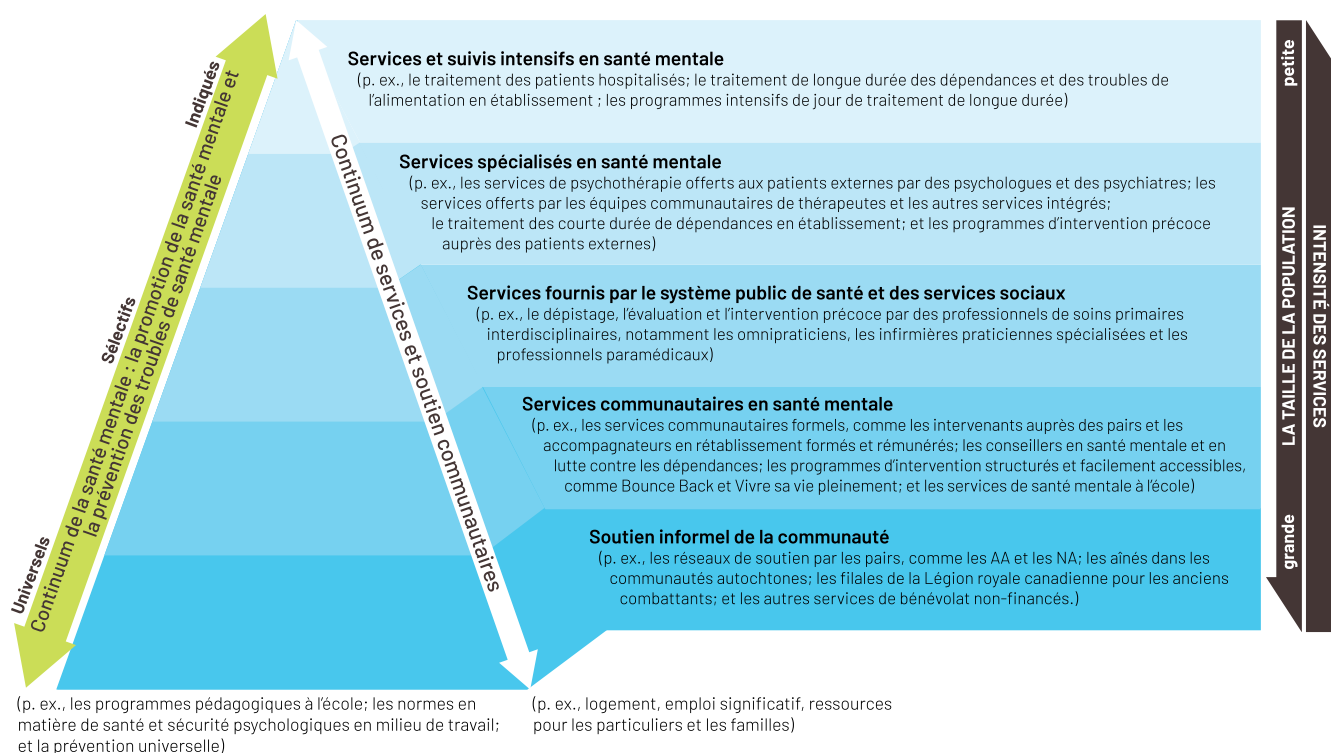 Services et suivis intensifs en santé mentale
(p. ex., le traitement des patients hospitalisés; le traitement de longue durée des dépendances et des troubles de
l'alimentation en établissement ; les programmes intensifs de jour de traitement de longue durée)
Services spécialisés en santé mentale
(p. ex., les services de psychothérapie offerts aux patients externes par des psychologues et des psychiatres; les
services offerts par les équipes communautaires de thérapeutes et les autres services intégrés;
le traitement des courte durée de dépendances en établissement; et les programmes d'intervention précoce
auprès des patients externes)
Services fournis par le système public de santé et des services sociaux
(p. ex., le dépistage, l'évaluation et l'intervention précoce par des professionnels de soins primaires
interdisciplinaires, notamment les omnipraticiens, les infirmières praticiennes spécialisées et les
professionnels paramédicaux)
Services communautaires en santé mentale
(p. ex., les services communautaires formels, comme les intervenants auprès des pairs et les
accompagnateurs en rétablissement formés et rémunérés; les conseillers en santé mentale et en
lutte contre les dépendances; les programmes d'intervention structurés et facilement accessibles,
comme Bounce Back et Vivre sa vie pleinement; et les services de santé mentale à l'école)
Soutien informel de la communauté
(p. ex., les réseaux de soutien par les pairs, comme les AA et les NA; les aînés dans les
communautés autochtones; les filales de la Légion royale canadienne pour les anciens
combattants; et les autres services de bénévolat non-financés.)
Indiqués
Sélectifs
Universels
Continuum de la santé mentale : la promotion de la santé mentale et
la prévention des troubles de santé mentale
Continuum de services et soutien communautaires
petite
LA TAILLE DE LA POPULATION
grande
INTENSITÉ DES SERVICES
(p. ex., les programmes pédagogiques à l'école; les normes en
matière de santé et sécurité psychologiques en milieu de travail;
et la prévention universelle)
(p. ex., logement, emploi significatif, ressources
pour les particuliers et les familles)